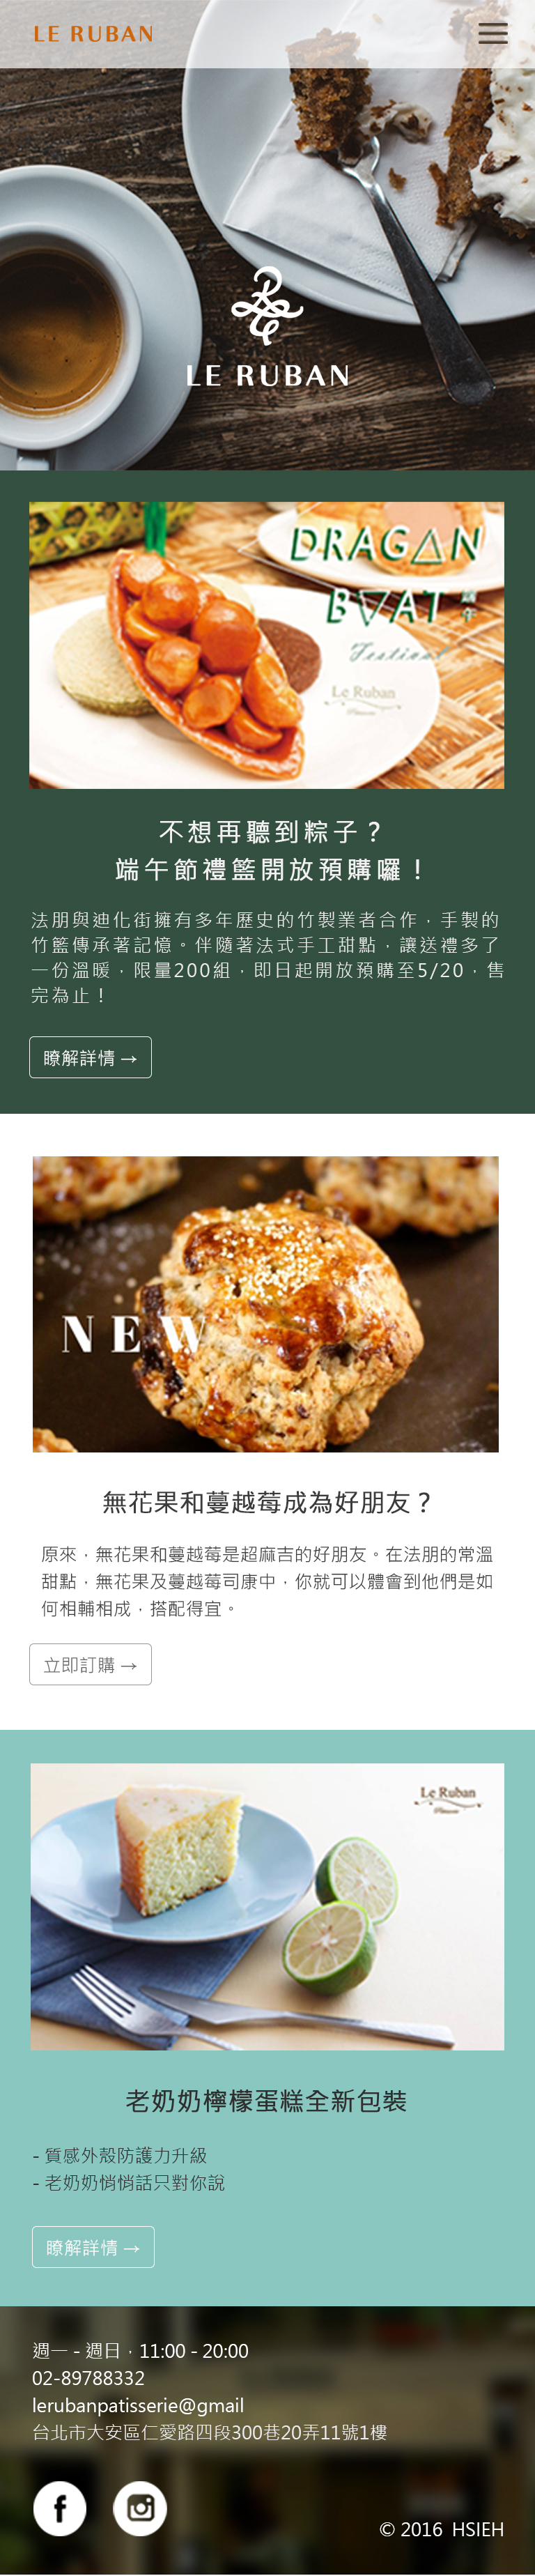 LE RUBAN
LE RUBAN
DRAGON
BOAT 端午
Festival
Le Ruban
Pâtisserie
不想再聽到粽子？
端午節禮籃開放預購囉！
法朋與迪化街擁有多年歷史的竹製業者合作，手製的
竹籃傳承著記憶。伴隨著法式手工甜點，讓送禮多了
一份溫暖，限量200組，即日起開放預購至5/20，售
完為止！
瞭解詳情 →
NEW
無花果和蔓越莓成為好朋友？
原來，無花果和蔓越莓是超麻吉的好朋友。在法朋的常溫
甜點，無花果及蔓越莓司康中，你就可以體會到他們是如
何相輔相成，搭配得宜。
立即訂購 →
Le Ruban
Pâtisserie
老奶奶檸檬蛋糕全新包裝
- 質感外殼防護力升級
- 老奶奶悄悄話只對你說
瞭解詳情 →
週一 - 週日，11:00 - 20:00
02-89788332
lerubanpatisserie@gmail
台北市大安區仁愛路四段300巷20弄11號1樓
© 2016 HSIEH